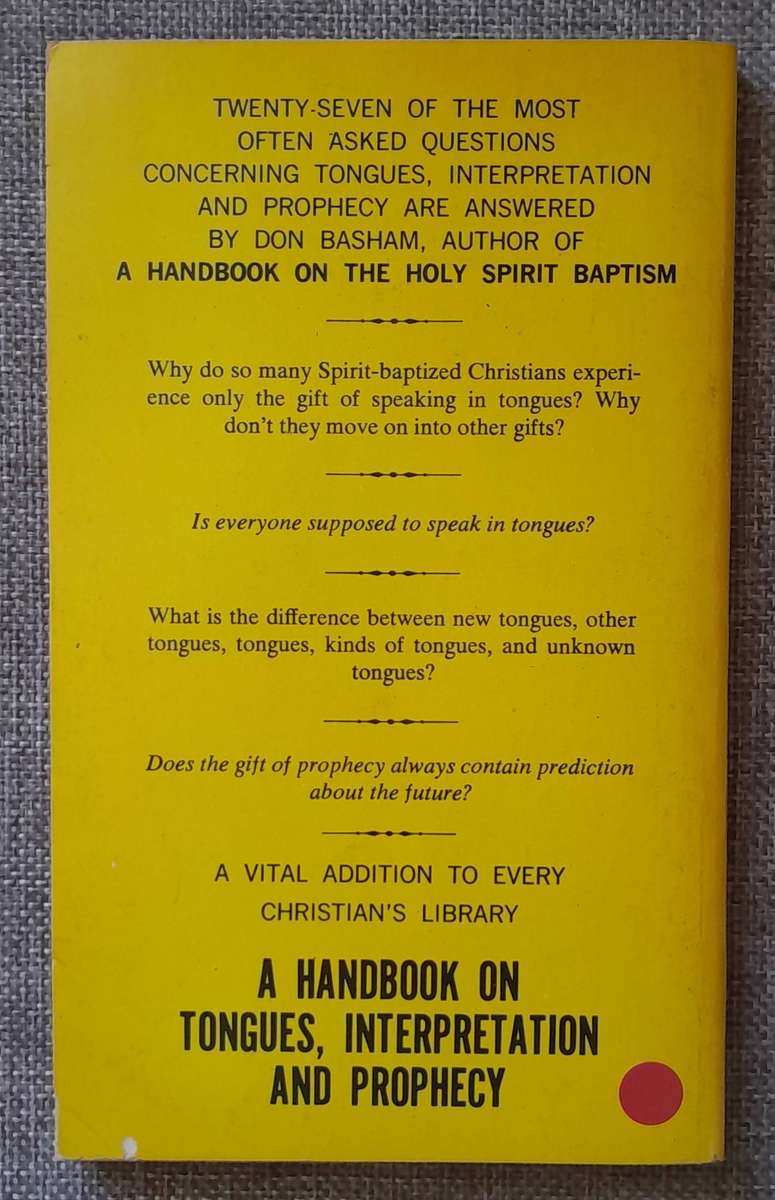 TWENTY-SEVEN OF THE MOST
OFTEN ASKED QUESTIONS
CONCERNING TONGUES, INTERPRETATION
AND PROPHECY ARE ANSWERED
BY DON BASHAM, AUTHOR OF
A HANDBOOK ON THE HOLY SPIRIT BAPTISM
Why do so many Spirit-baptized Christians experi-
ence only the gift of speaking in tongues? Why
don't they move on into other gifts?
Is everyone supposed to speak in tongues?
What is the difference between new tongues, other
tongues, tongues, kinds of tongues, and unknown
tongues?
Does the gift of prophecy always contain prediction
about the future?
A VITAL ADDITION TO EVERY
CHRISTIAN'S LIBRARY
A HANDBOOK ON
TONGUES, INTERPRETATION
AND PROPHECY